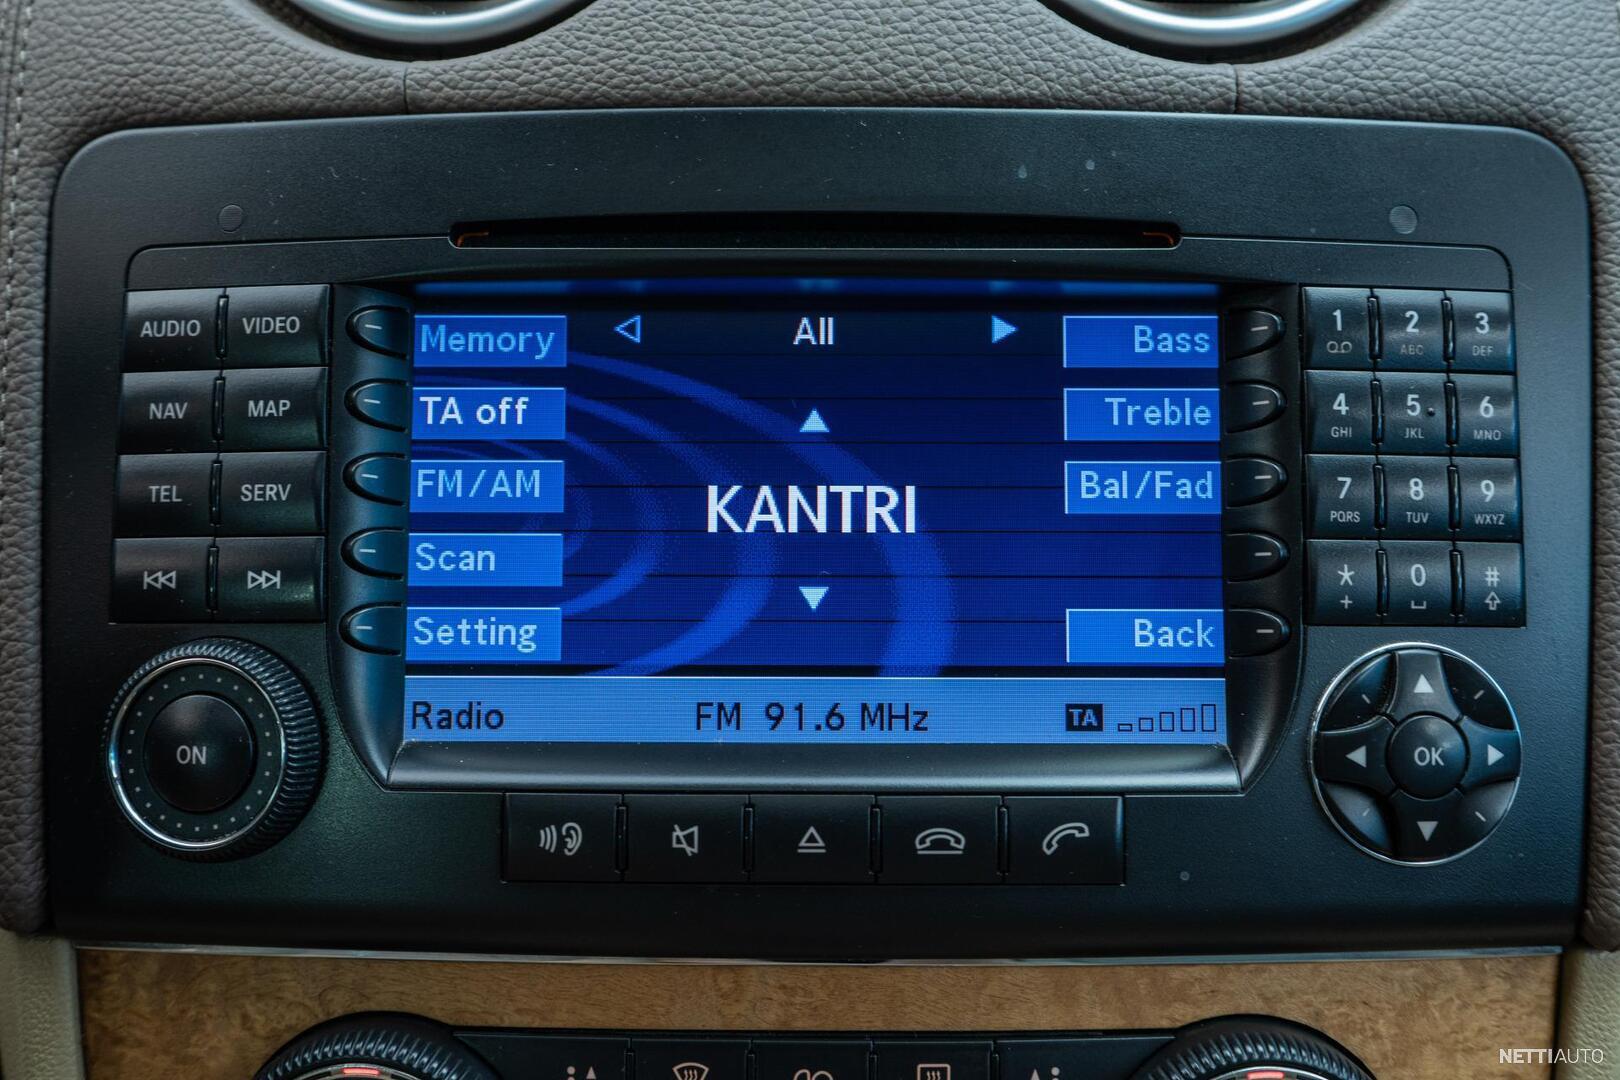 AUDIO VIDEO
NAV MAP
TEL SERV
ON
Memory
TA off
FM/AM
Scan
Setting
All
KANTRI
Bass
Treble
Bal/Fad
Back
Radio FM 91.6 MHz TA
1 2 ABC 3 DEF
4 GHI 5 JKL 6 MNO
7 PQRS 8 TUV 9 WXYZ
* + 0 #
OK
NETTIAUTO